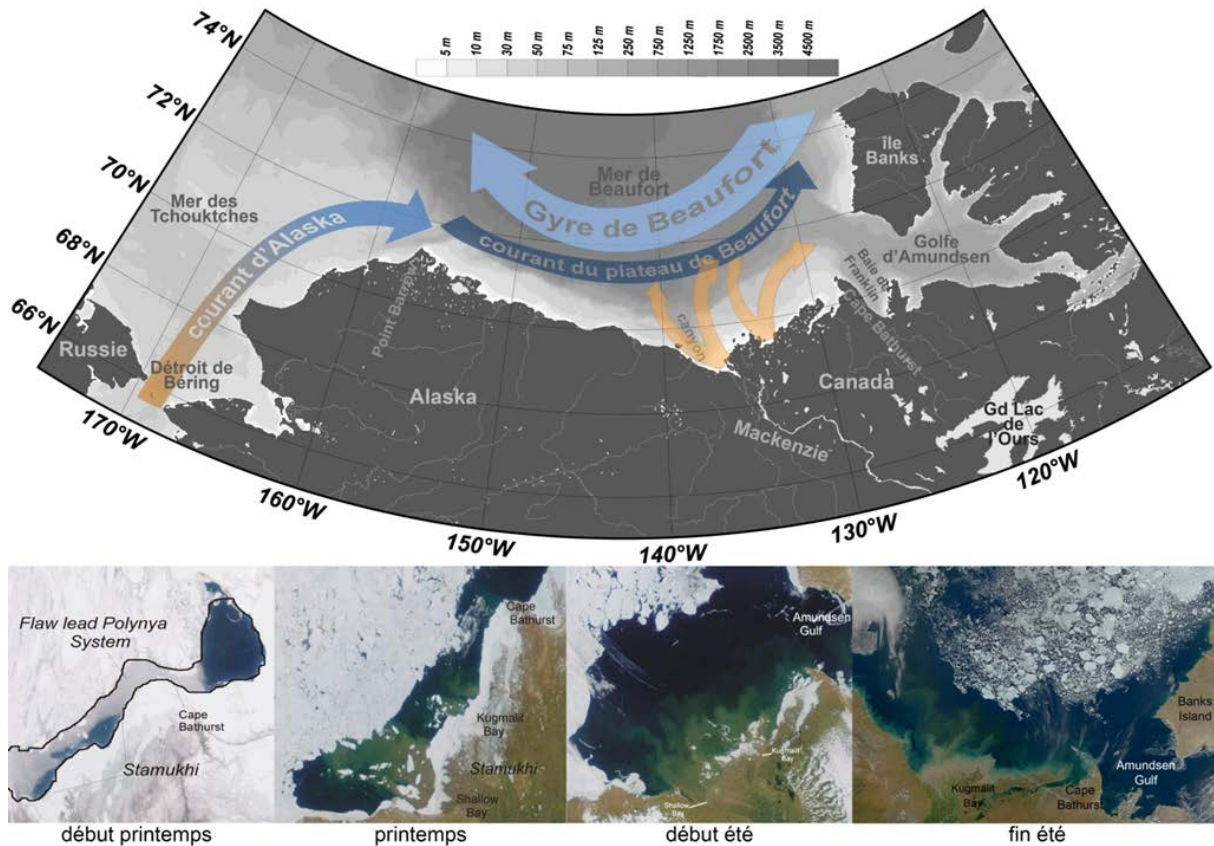 74°N
72°N
70°N
68°N
66°N
5 m
10 m
30 m
50 m
75 m
125 m
250 m
750 m
1250 m
1750 m
2500 m
3500 m
4500 m
Mer des
Tchouktches
Mer de
Beaufort
Gyre de Beaufort
courant du plateau de Beaufort
courant d'Alaska
île
Banks
Golfe
d'Amundsen
Baie de
Franklin
Cape Bathurst
Point Barrow
canyon
Russie
Détroit de
Béring
Alaska
Canada
Mackenzie
Gd Lac
de
l'Ours
170°W
160°W
150°W
140°W
130°W
120°W
Flaw lead Polynya
System
Cape
Bathurst
Stamukhi
début printemps
Cape
Bathurst
Kugmalit
Bay
Stamukhi
Shallow
Bay
printemps
Amundsen
Gulf
Kugmalit
Bay
Shallow
Bay
début été
Banks
Island
Amundsen
Gulf
Kugmalit
Bay
Cape
Bathurst
fin été